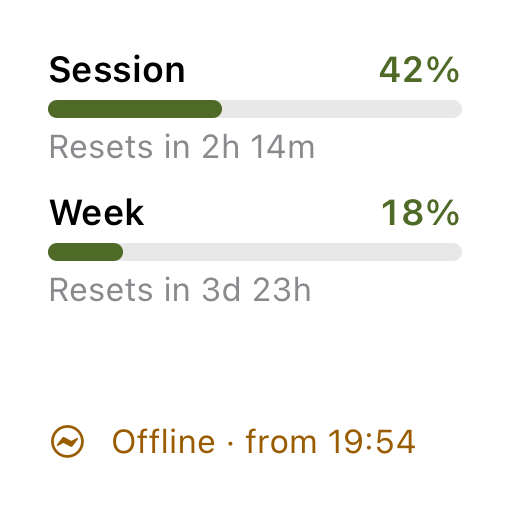 Session 42%
Resets in 2h 14m
Week 18%
Resets in 3d 23h
Offline · from 19:54